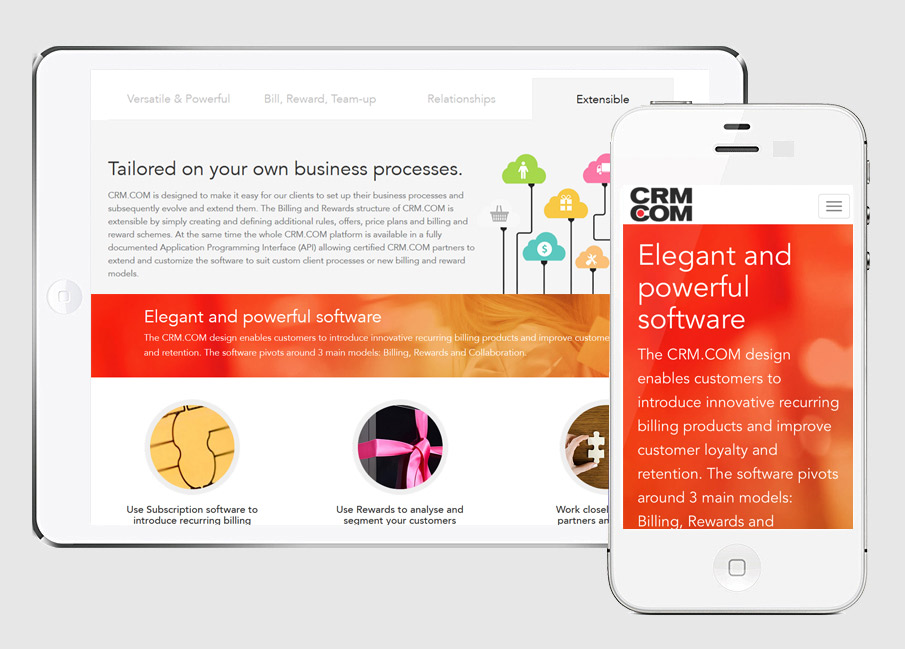 Versatile & Powerful
Bill, Reward, Team-up
Relationships
Extensible
Tailored on your own business processes.
CRM.COM is designed to make it easy for our clients to set up their business processes and
subsequently evolve and extend them. The Billing and Rewards structure of CRM.COM is
extensible by simply creating and defining additional rules, offers, price plans and billing and
reward schemes. At the same time the whole CRM.COM platform is available in a fully
documented Application Programming Interface (API) allowing certified CRM.COM partners to
extend and customize the software to suit custom client processes or new billing and reward
models.
$
Elegant and powerful software
The CRM.COM design enables customers to introduce innovative recurring billing products and improve custome
and retention. The software pivots around 3 main models: Billing, Rewards and Collaboration.
Use Subscription software to
introduce recurring billing
Use Rewards to analyse and
segment your customers
Work closel
partners an
CRM
.COM
Elegant and
powerful
software
The CRM.COM design
enables customers to
introduce innovative recurring
billing products and improve
customer loyalty and
retention. The software pivots
around 3 main models:
Billing, Rewards and